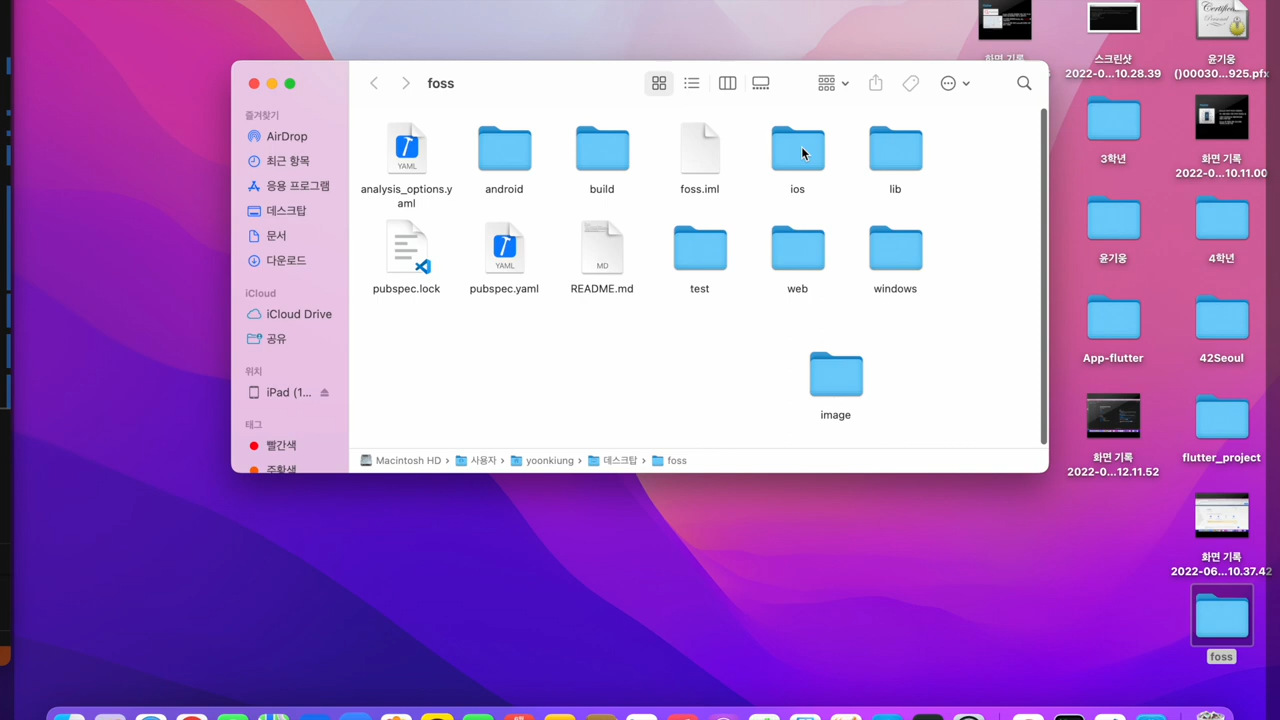 foss
즐겨찾기
AirDrop
최근 항목
응용 프로그램
데스크탑
문서
다운로드
iCloud
iCloud Drive
공유
위치
iPad (1...
태그
빨간색
주황색
YAML
analysis_options.y
aml
android
build
foss.iml
ios
lib
pubspec.lock
YAML
pubspec.yaml
MD
README.md
test
web
windows
image
Macintosh HD
사용자
yoonkiung
데스크탑
foss
화면 기록
스크린샷
2022-0...10.28.39
윤기웅
()00030...925.pfx
3학년
화면 기록
2022-0...10.11.00
윤기웅
4학년
App-flutter
42Seoul
화면 기록
2022-0...12.11.52
flutter_project
화면 기록
2022-06...10.37.42
foss